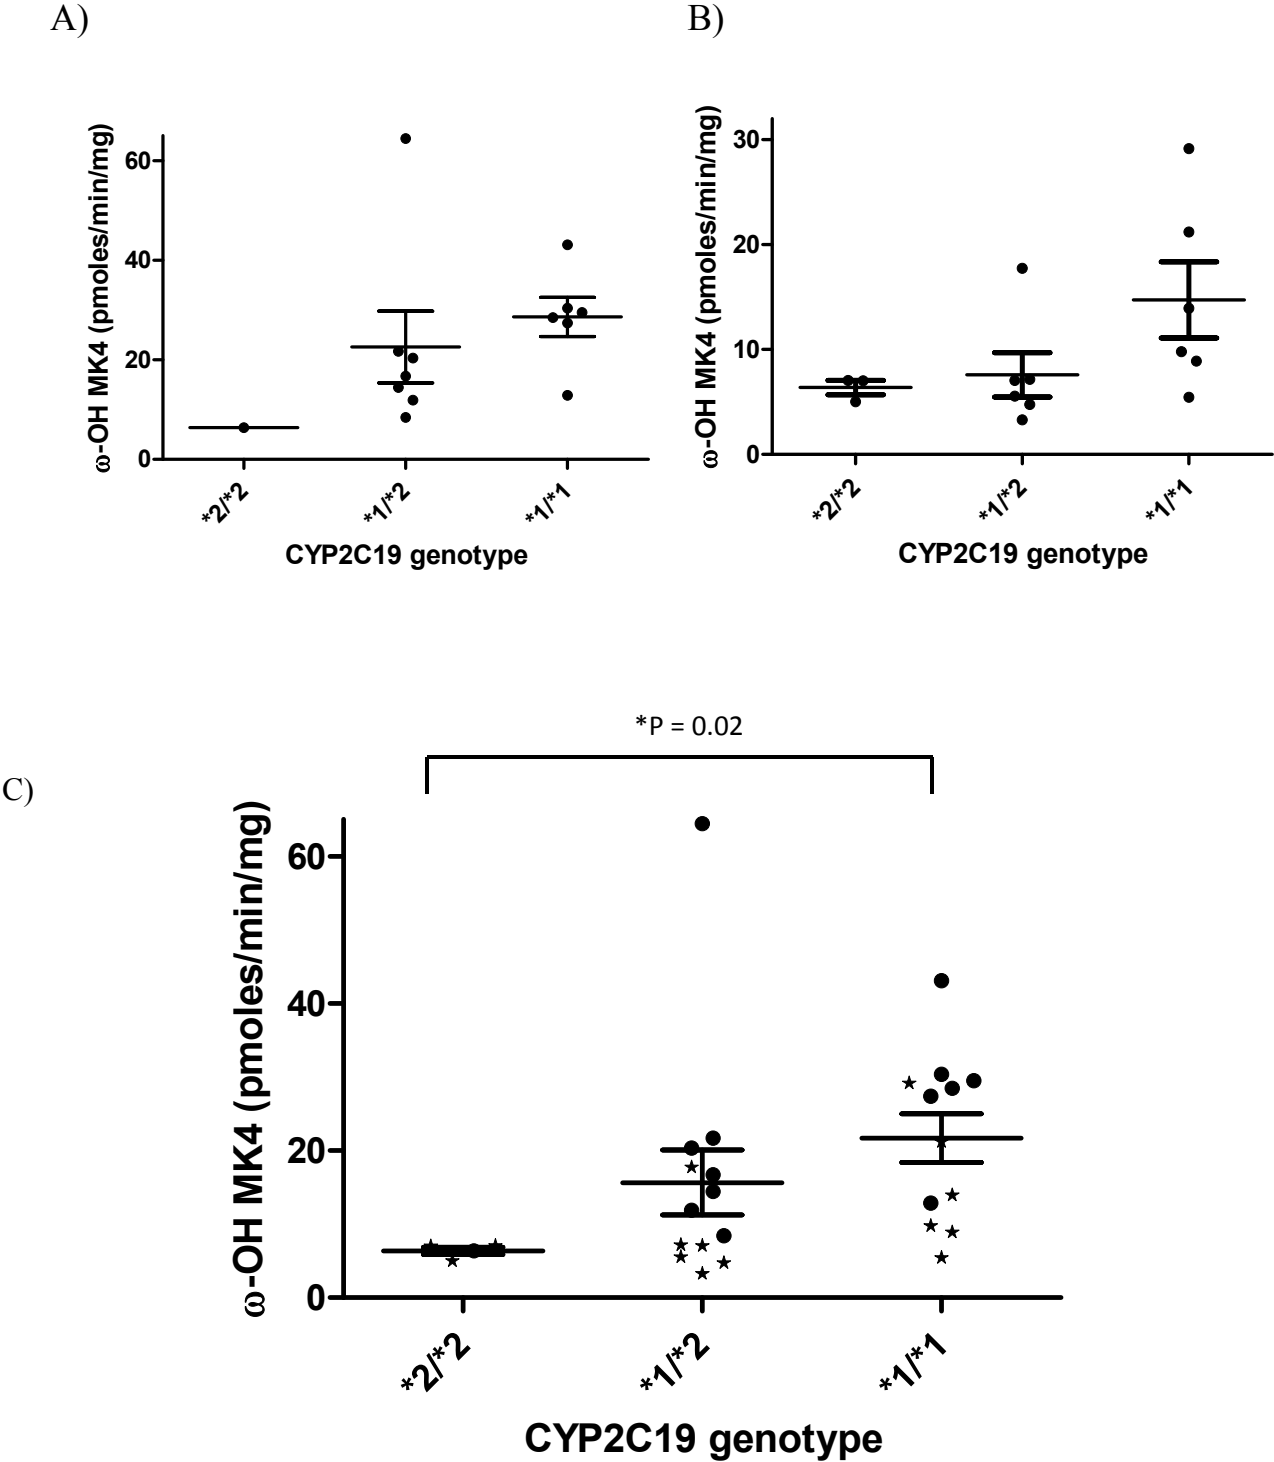 A)
ω-OH MK4 (pmoles/min/mg)
60
40
20
0
*2/*2
*1/*2
*1/*1
CYP2C19 genotype
B)
ω-OH MK4 (pmoles/min/mg)
30
20
10
0
*2/*2
*1/*2
*1/*1
CYP2C19 genotype
C)
*P = 0.02
ω-OH MK4 (pmoles/min/mg)
60
40
20
0
*2/*2
*1/*2
*1/*1
CYP2C19 genotype